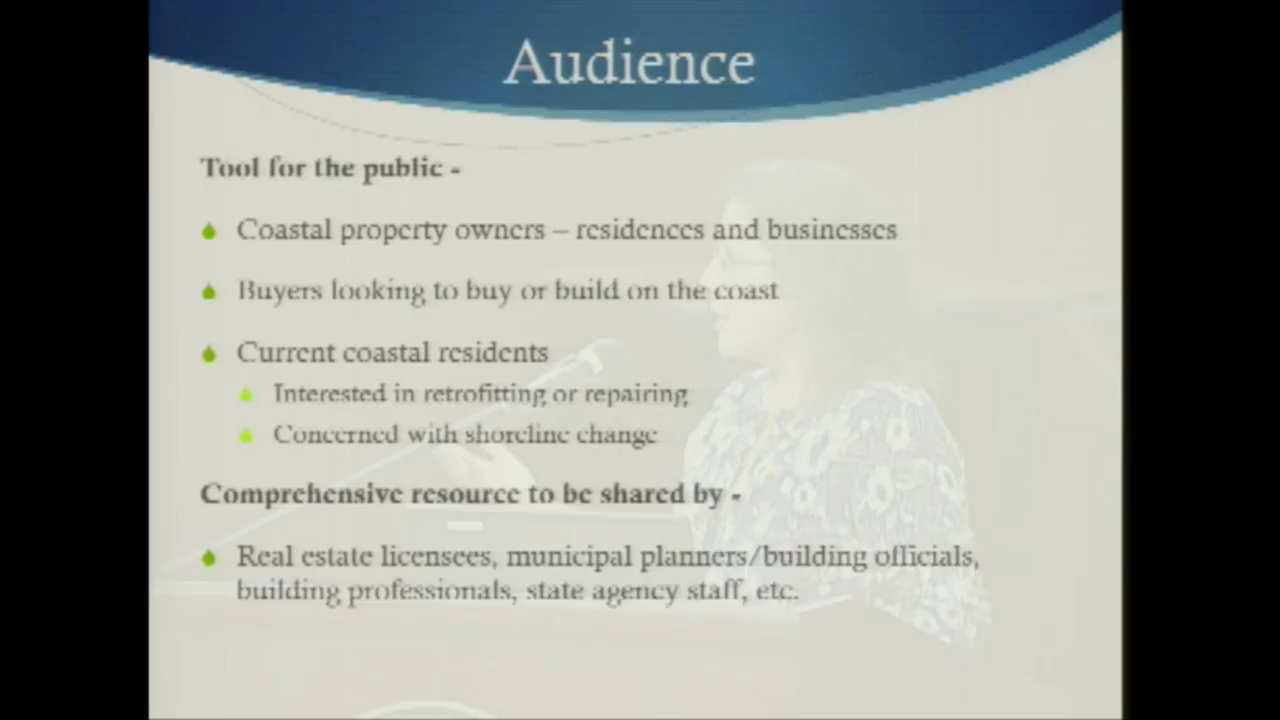 Audience
Tool for the public -
Coastal property owners – residences and businesses
Buyers looking to buy or build on the coast
Current coastal residents
Interested in retrofitting or repairing
Concerned with shoreline change
Comprehensive resource to be shared by -
Real estate licensees, municipal planners/building officials,
building professionals, state agency staff, etc.